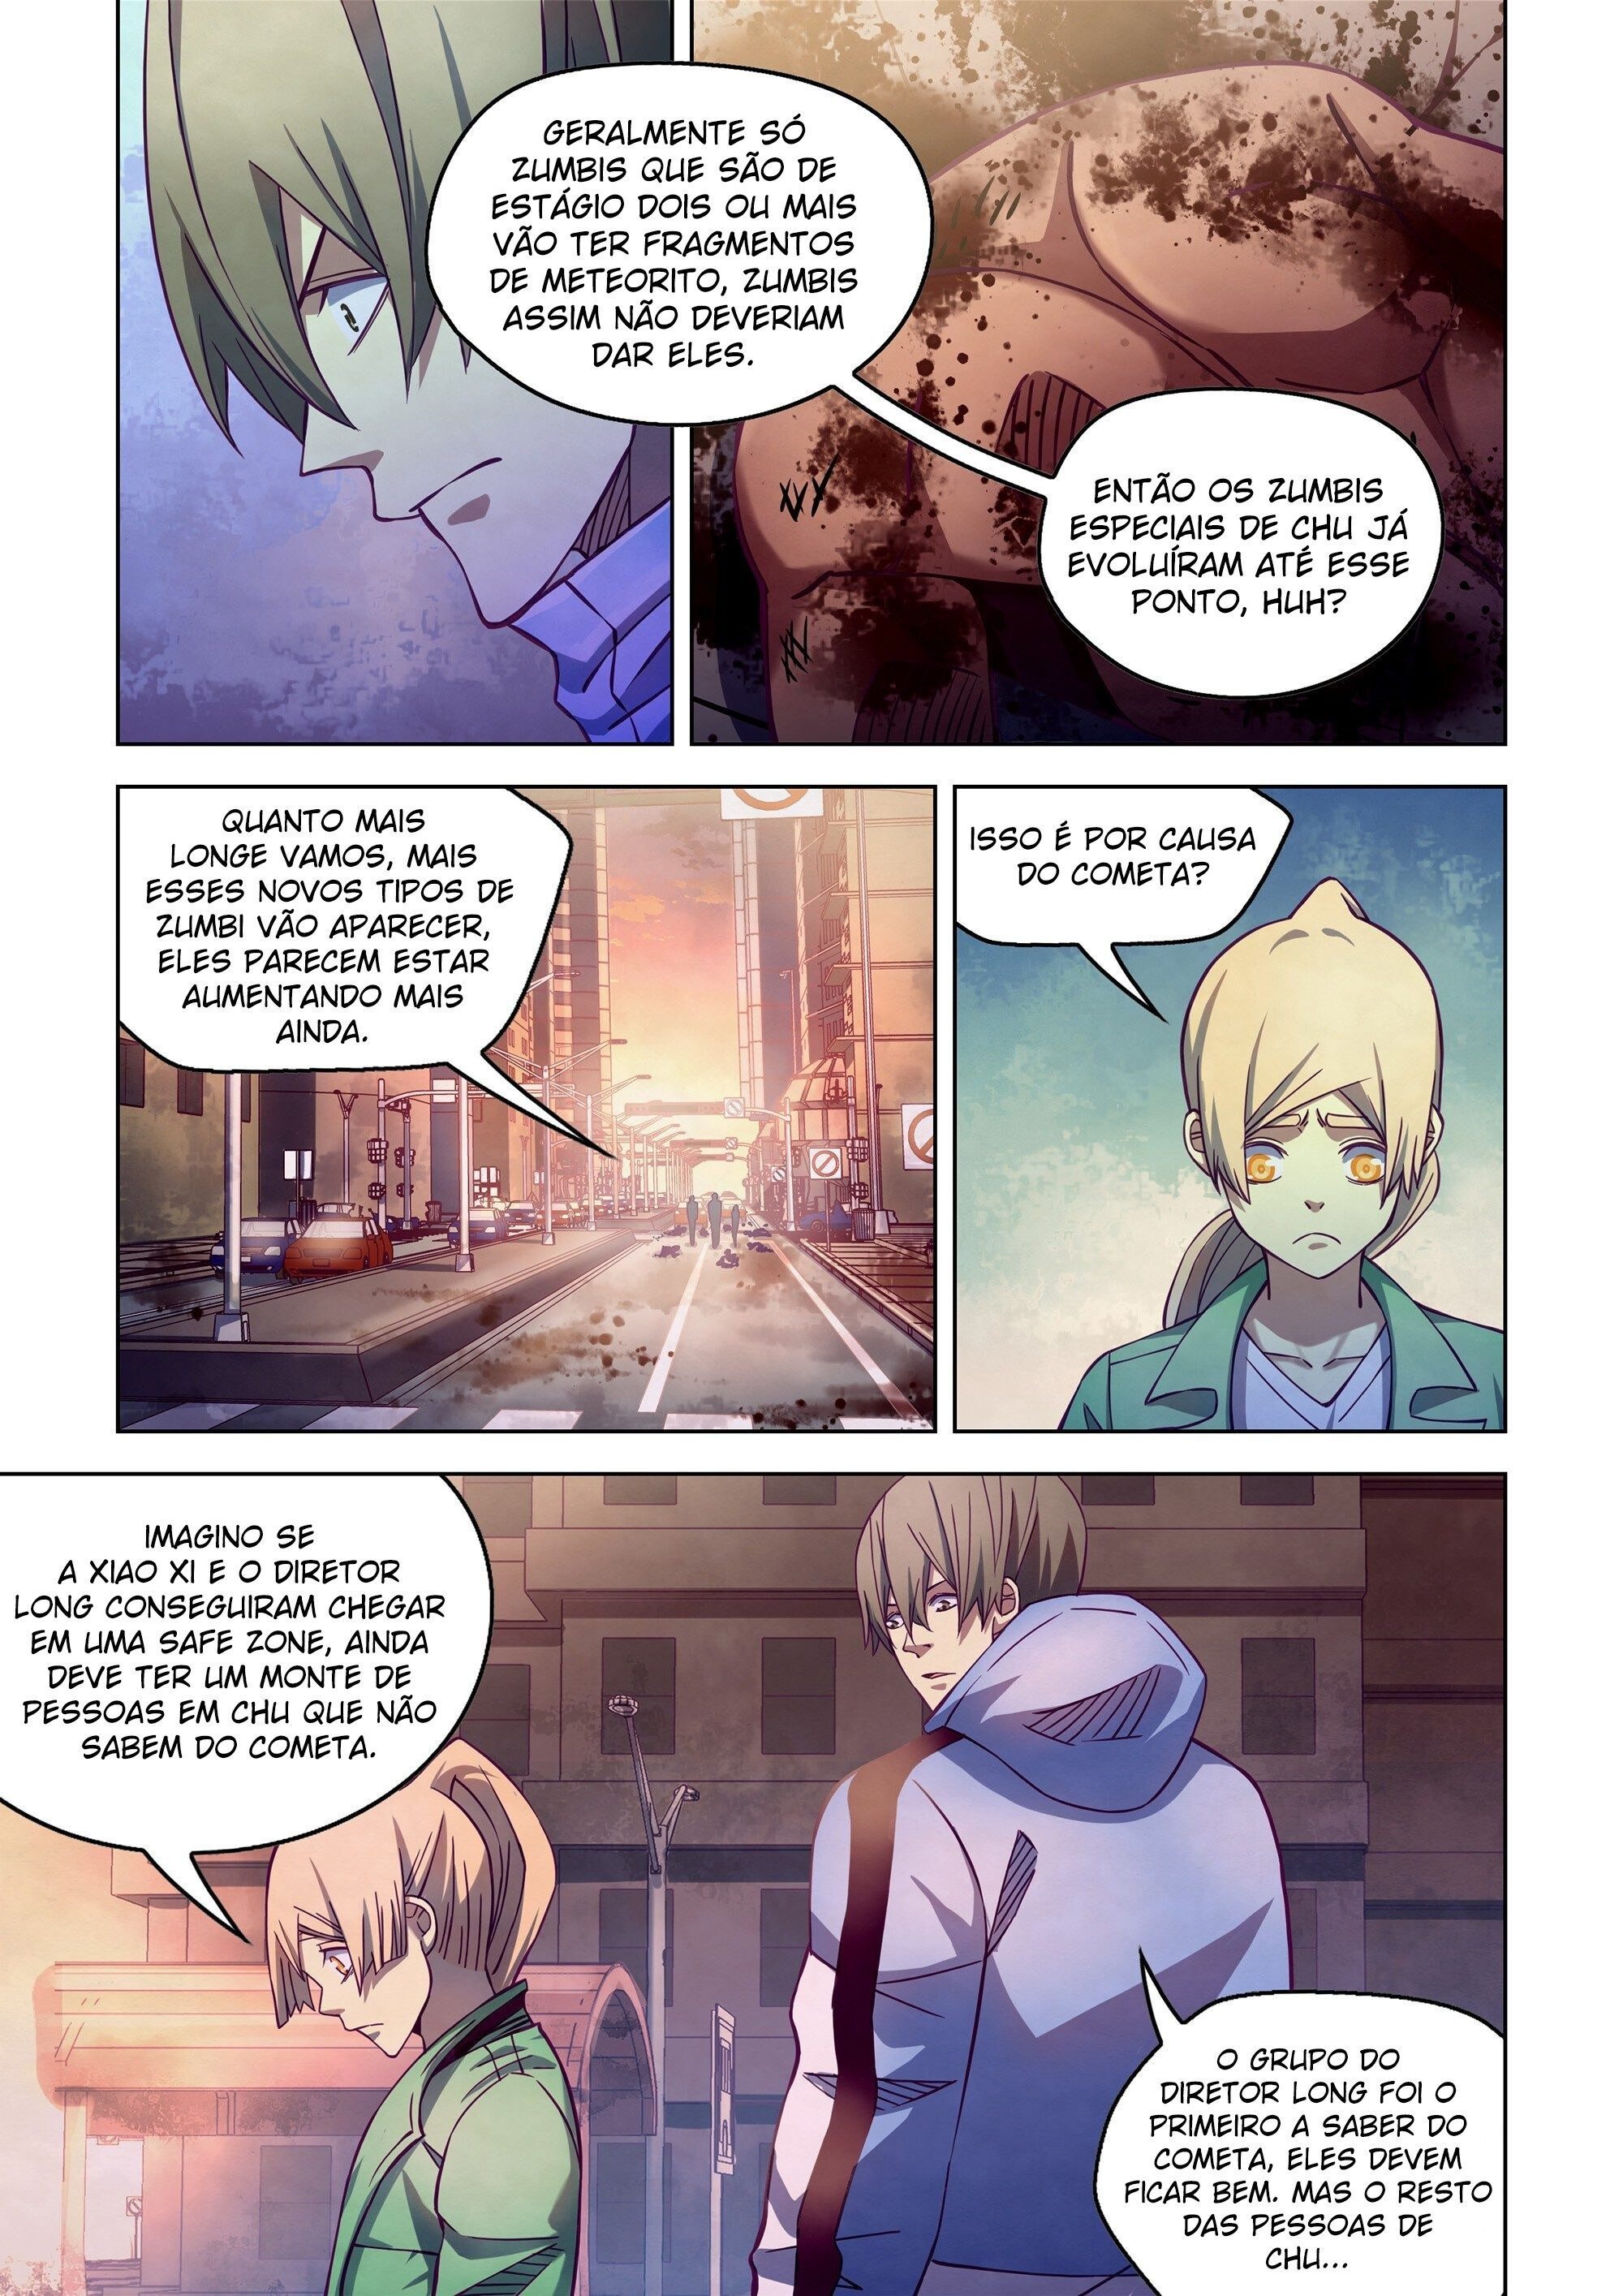 GERALMENTE SÓ
ZUMBIS QUE SÃO DE
ESTÁGIO DOIS OU MAIS
VÃO TER FRAGMENTOS
DE METEORITO, ZUMBIS
ASSIM NÃO DEVERIAM
DAR ELES.
ENTÃO OS ZUMBIS
ESPECIAIS DE CHU JÁ
EVOLUÍRAM ATÉ ESSE
PONTO, HUH?
QUANTO MAIS
LONGE VAMOS, MAIS
ESSES NOVOS TIPOS DE
ZUMBI VÃO APARECER,
ELES PARECEM ESTAR
AUMENTANDO MAIS
AINDA.
ISSO É POR CAUSA
DO COMETA?
IMAGINO SE
A XIAO XI E O DIRETOR
LONG CONSEGUIRAM CHEGAR
EM UMA SAFE ZONE, AINDA
DEVE TER UM MONTE DE
PESSOAS EM CHU QUE NÃO
SABEM DO COMETA.
O GRUPO DO
DIRETOR LONG FOI O
PRIMEIRO A SABER DO
COMETA, ELES DEVEM
FICAR BEM. MAS O RESTO
DAS PESSOAS DE
CHU...